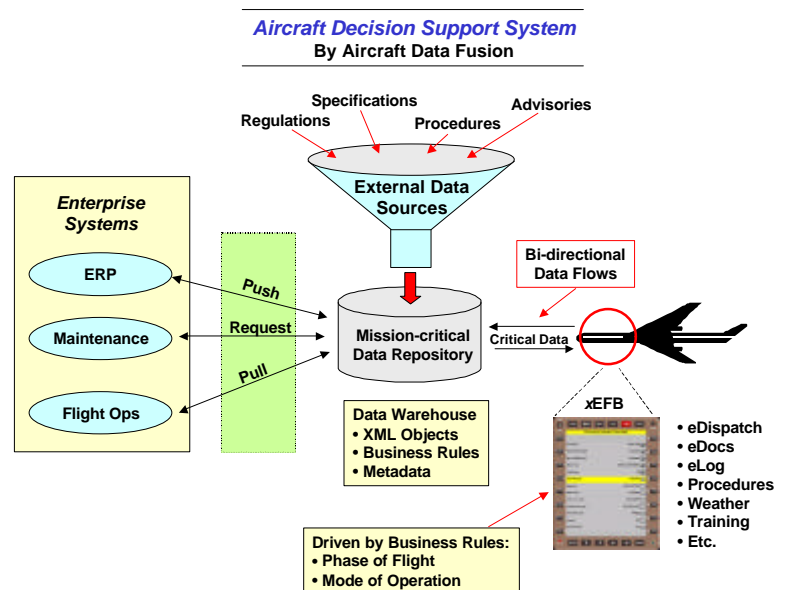 Aircraft Decision Support System
By Aircraft Data Fusion
Specifications
Advisories
Regulations
Procedures
External Data
Sources
Enterprise
Systems
ERP
Maintenance
Flight Ops
Push
Request
Pull
Mission-critical
Data Repository
Bi-directional
Data Flows
Critical Data
Data Warehouse
• XML Objects
• Business Rules
• Metadata
xEFB
• eDispatch
• eDocs
• eLog
• Procedures
• Weather
• Training
• Etc.
Driven by Business Rules:
• Phase of Flight
• Mode of Operation